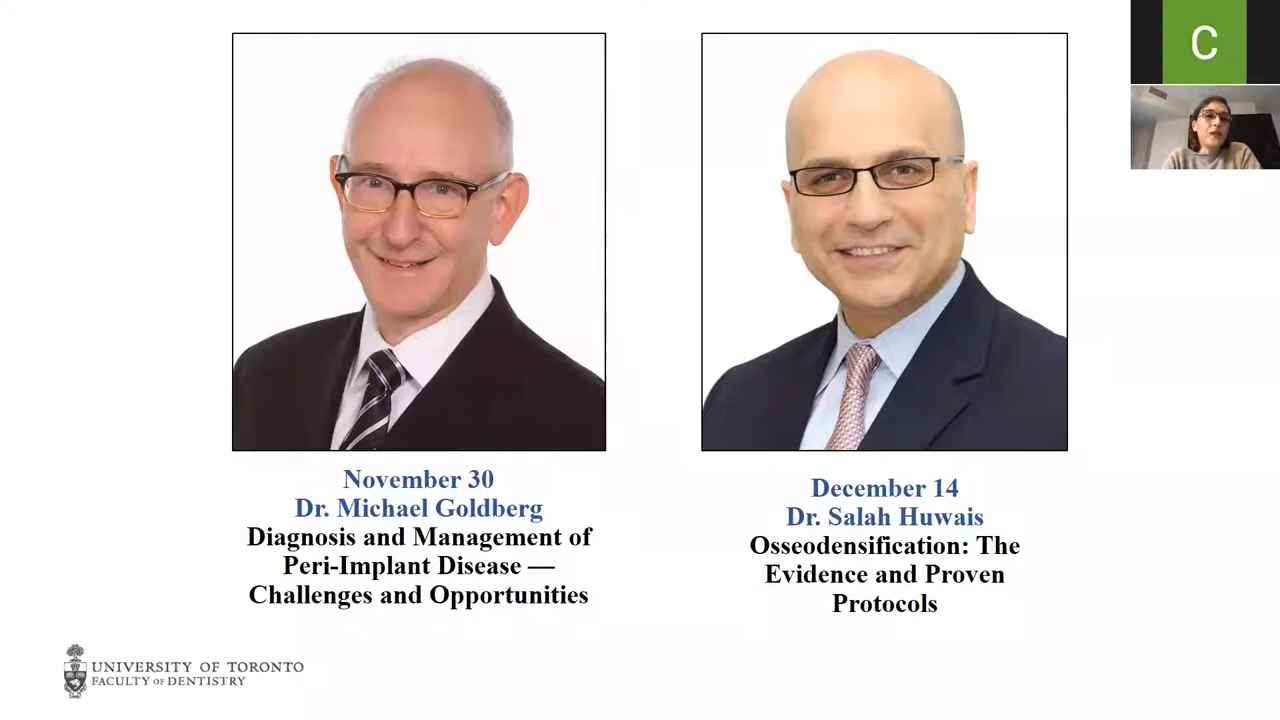 C
November 30
Dr. Michael Goldberg
Diagnosis and Management of
Peri-Implant Disease —
Challenges and Opportunities
December 14
Dr. Salah Huwais
Osseodensification: The
Evidence and Proven
Protocols
UNIVERSITY OF TORONTO
FACULTY OF DENTISTRY